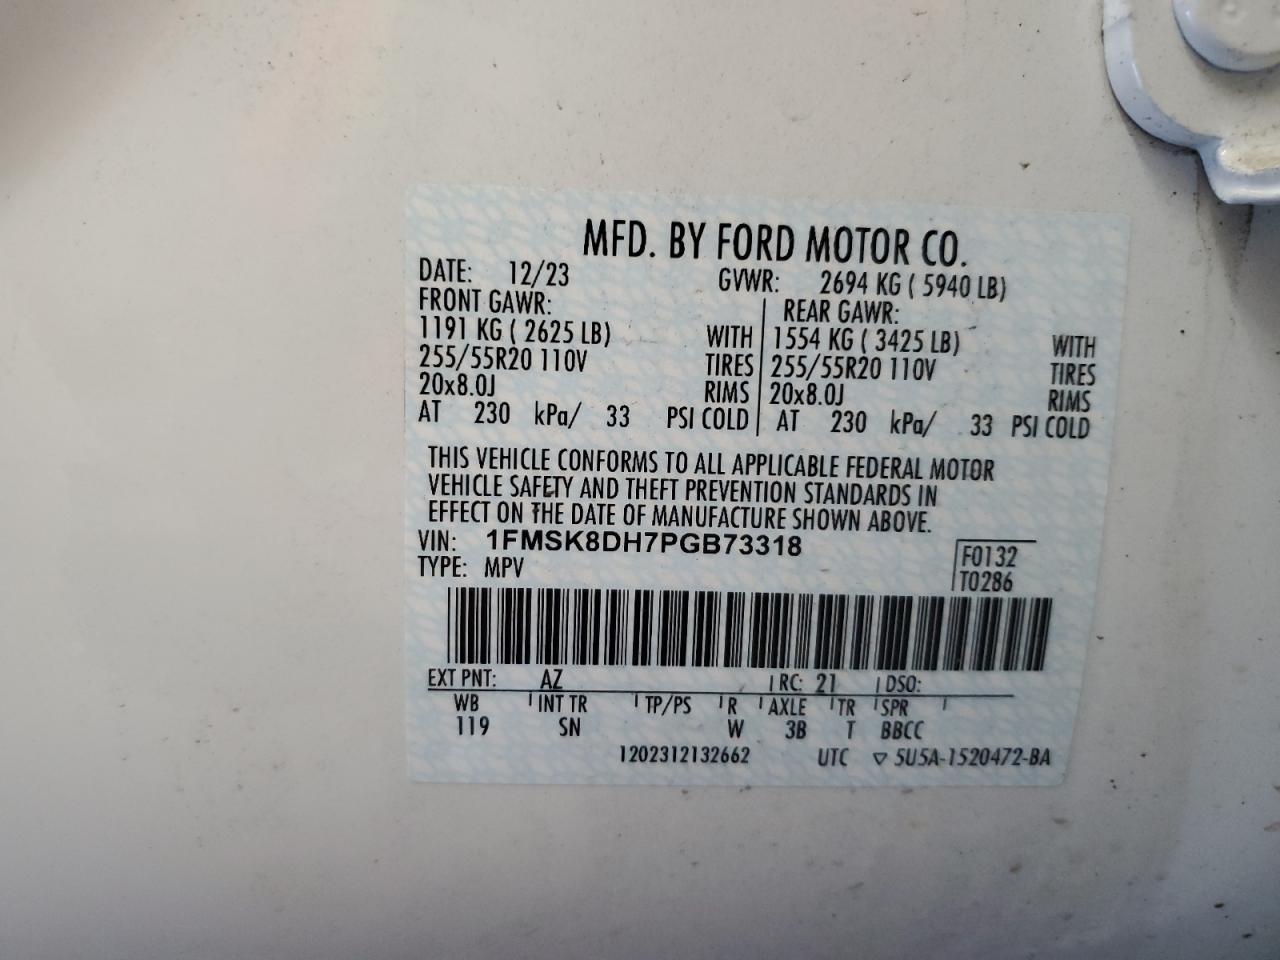 MFD. BY FORD MOTOR CO.
DATE: 12/23 GVWR: 2694 KG ( 5940 LB)
FRONT GAWR: REAR GAWR:
1191 KG ( 2625 LB) WITH 1554 KG ( 3425 LB) WITH
255/55R20 110V TIRES 255/55R20 110V TIRES
20x8.0J RIMS 20x8.0J RIMS
AT 230 kPa/ 33 PSI COLD AT 230 kPa/ 33 PSI COLD
THIS VEHICLE CONFORMS TO ALL APPLICABLE FEDERAL MOTOR
VEHICLE SAFETY AND THEFT PREVENTION STANDARDS IN
EFFECT ON THE DATE OF MANUFACTURE SHOWN ABOVE.
VIN: 1FMSK8DH7PGB73318
TYPE: MPV
F0132
T0286
EXT PNT: AZ RC: 21 DSO:
WB INT TR TP/PS R AXLE TR SPR
119 SN W 3B T BBCC
1202312132662 UTC ▽ 5U5A-1520472-BA